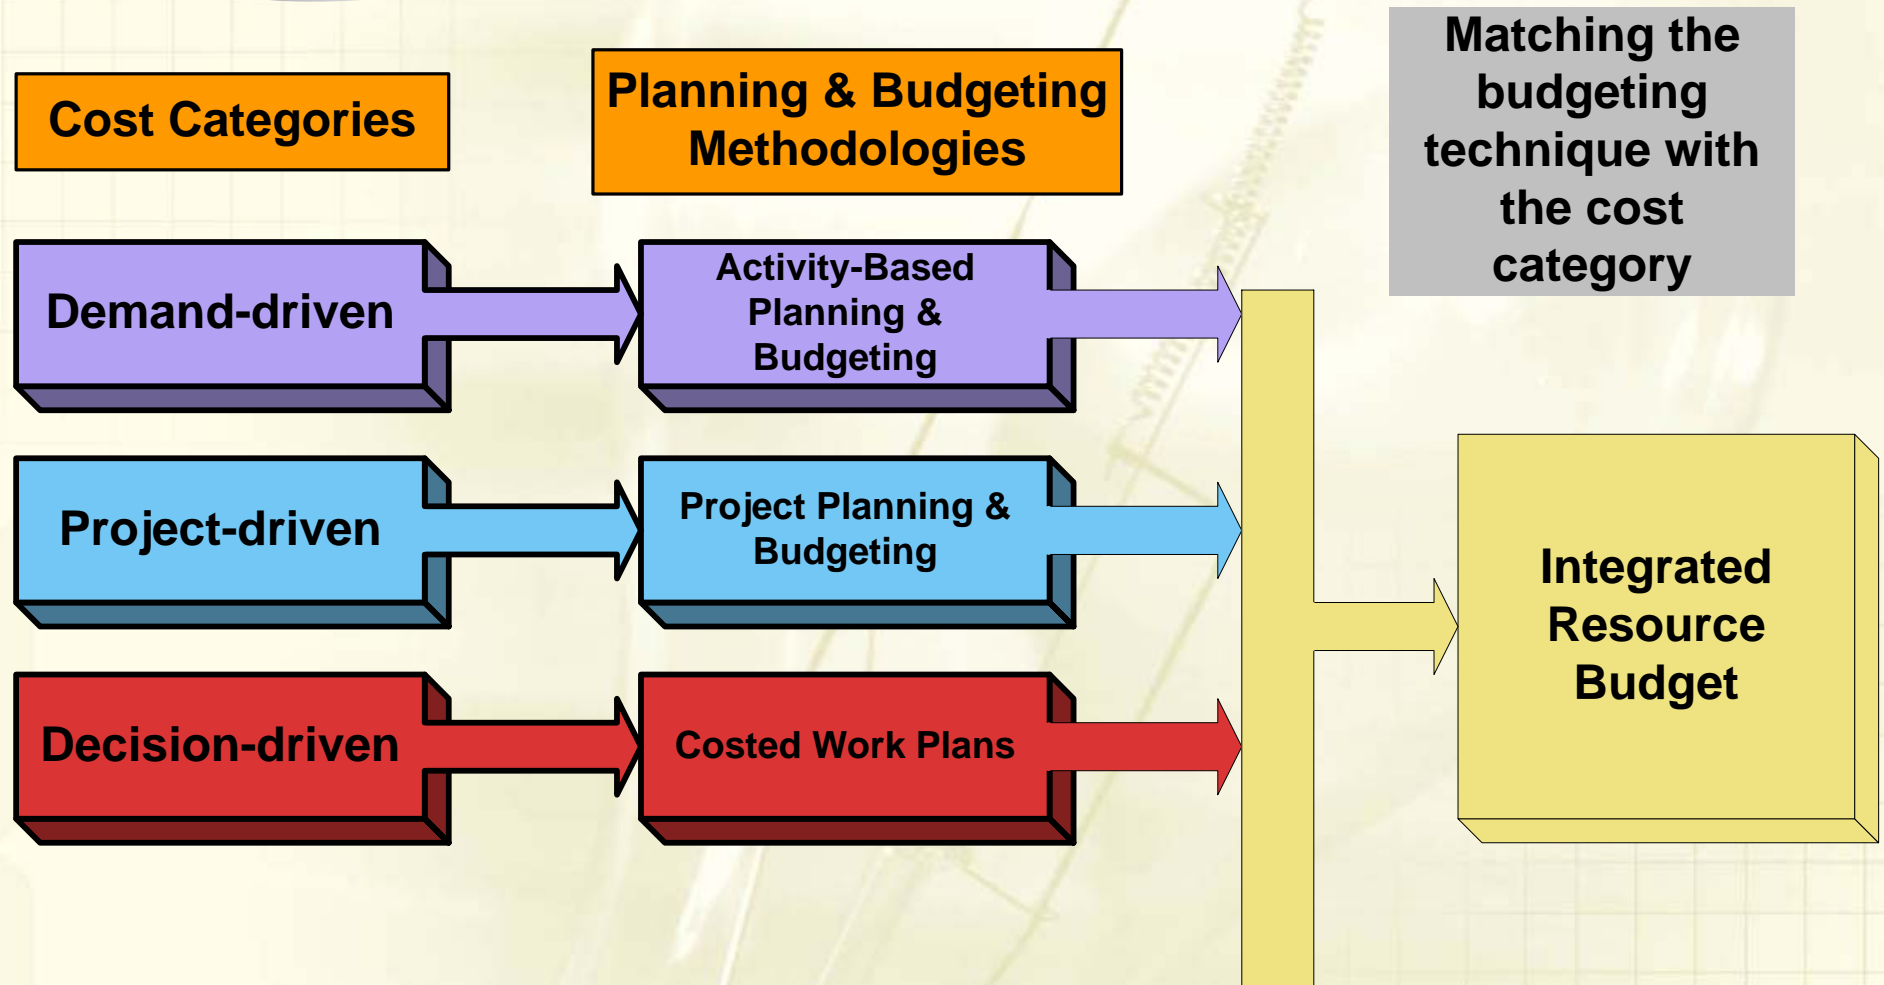 Cost Categories
Planning & Budgeting
Methodologies
Matching the
budgeting
technique with
the cost
category
Demand-driven
Activity-Based
Planning &
Budgeting
Project-driven
Project Planning &
Budgeting
Decision-driven
Costed Work Plans
Integrated
Resource
Budget